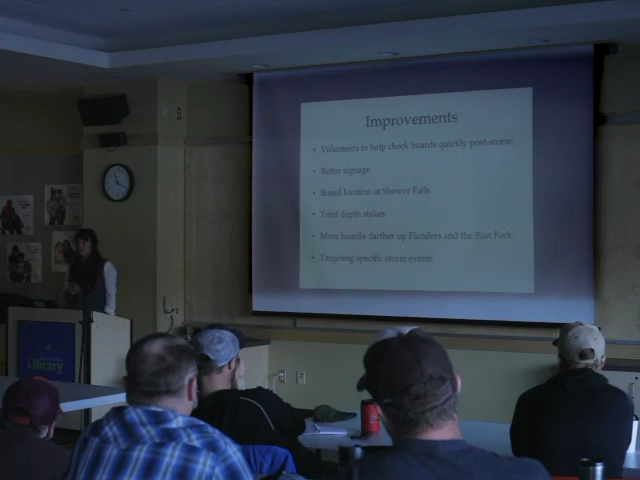 Improvements
• Volunteers to help check boards quickly post-storm
• Better signage
• Board location at Shower Falls
• Total depth stakes
• More boards- farther up Flanders and the East Fork.
• Targeting specific storm events
Library